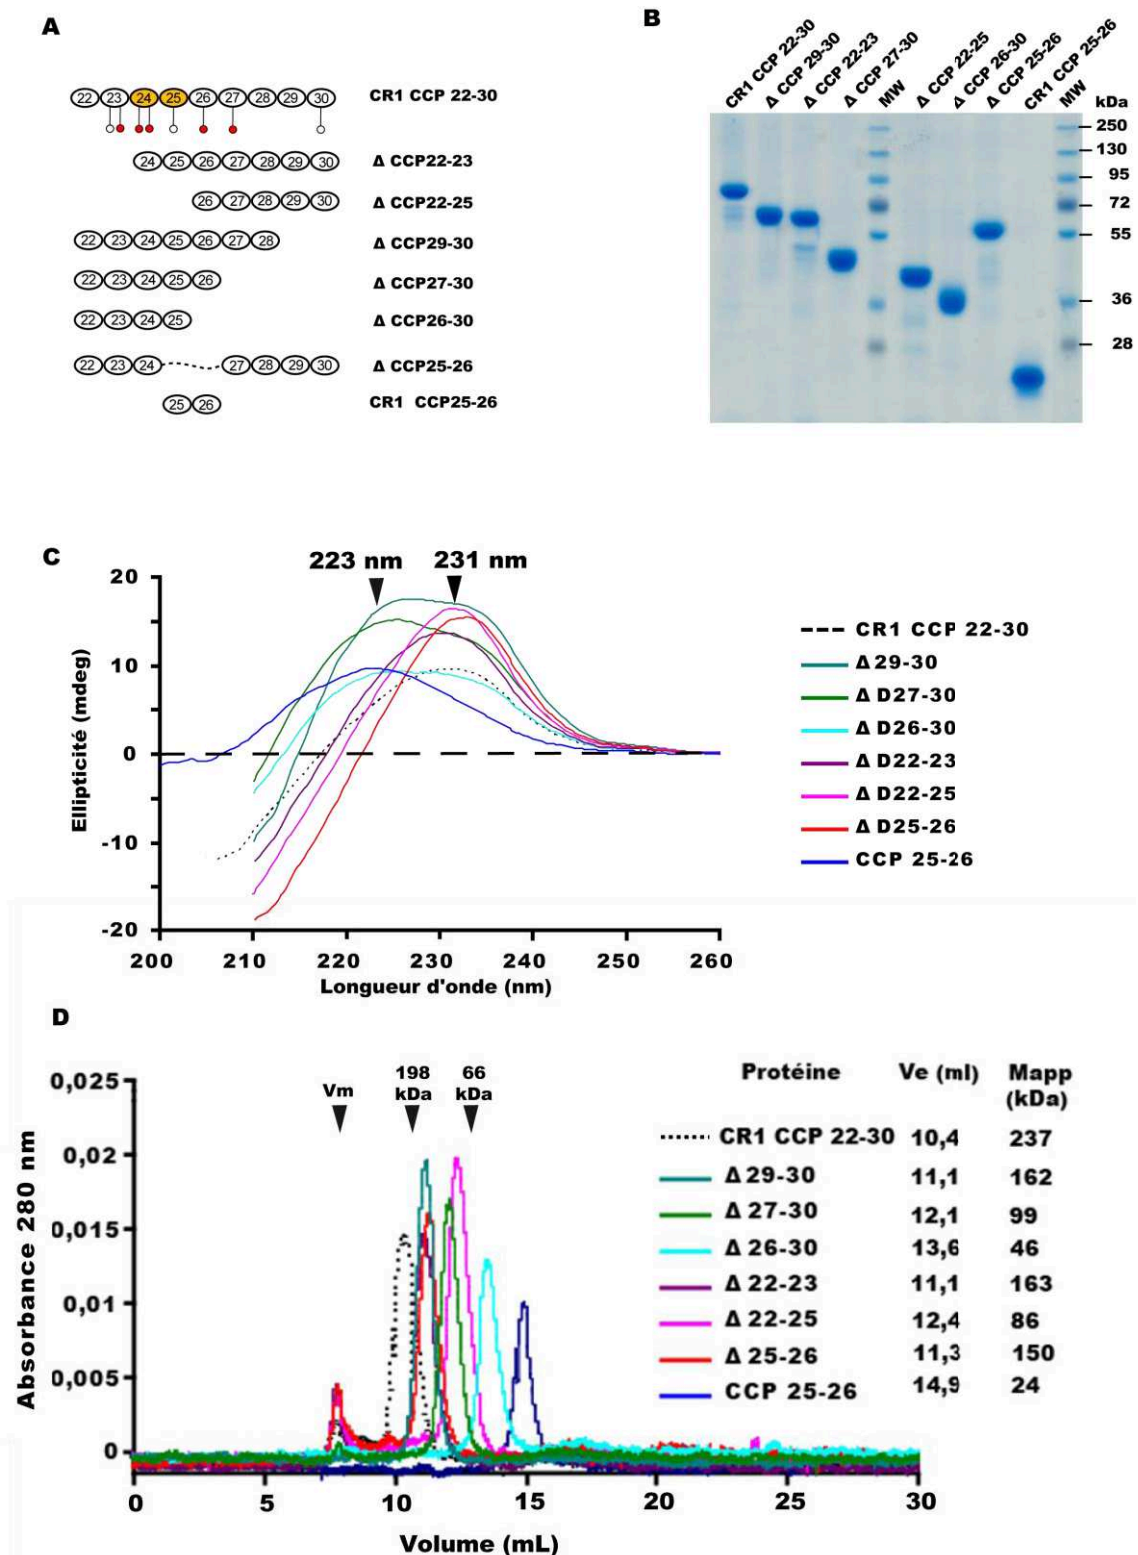 A
22 23 24 25 26 27 28 29 30 CR1 CCP 22-30
24 25 26 27 28 29 30 Δ CCP22-23
26 27 28 29 30 Δ CCP22-25
22 23 24 25 26 27 28 Δ CCP29-30
22 23 24 25 26 Δ CCP27-30
22 23 24 25 Δ CCP26-30
22 23 24 27 28 29 30 Δ CCP25-26
25 26 CR1 CCP25-26
B
CR1 CCP 22-30
Δ CCP 29-30
Δ CCP 22-23
Δ CCP 27-30
MW
Δ CCP 22-25
Δ CCP 26-30
Δ CCP 25-26
CR1 CCP 25-26
MW
kDa
250
130
95
72
55
36
28
C
223 nm 231 nm
20
10
0
-10
-20
Ellipticité (mdeg)
200 210 220 230 240 250 260
Longueur d'onde (nm)
CR1 CCP 22-30
Δ 29-30
Δ D27-30
Δ D26-30
Δ D22-23
Δ D22-25
Δ D25-26
CCP 25-26
D
Vm
198 kDa
66 kDa
0,025
0,02
0,015
0,01
0,005
0
Absorbance 280 nm
0 5 10 15 20 25 30
Volume (mL)
Protéine Ve (ml) Mapp
(kDa)
CR1 CCP 22-30 10,4 237
Δ 29-30 11,1 162
Δ 27-30 12,1 99
Δ 26-30 13,6 46
Δ 22-23 11,1 163
Δ 22-25 12,4 86
Δ 25-26 11,3 150
CCP 25-26 14,9 24